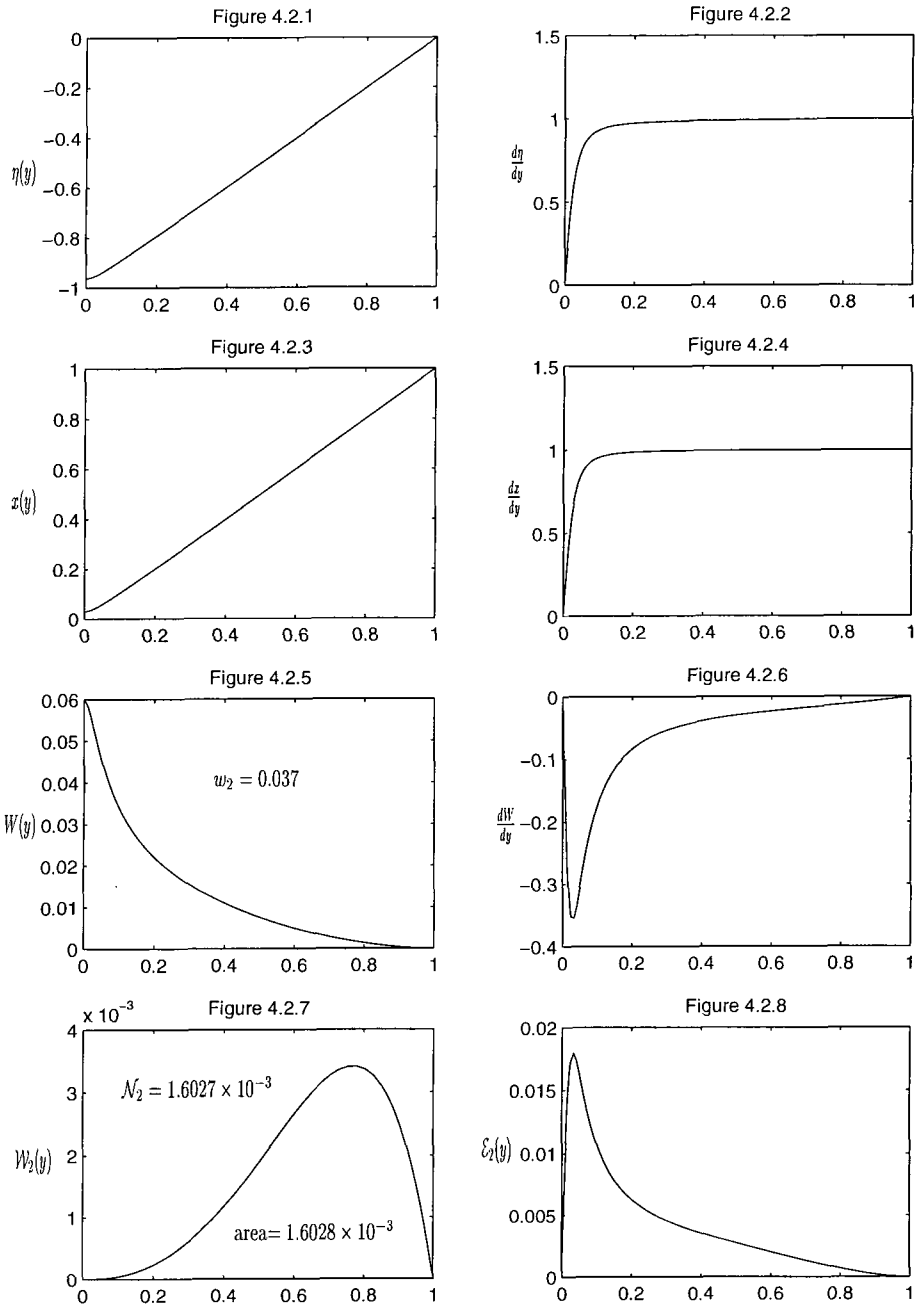 Figure 4.2.1
0
−0.2
−0.4
η(y)
−0.6
−0.8
−1
0 0.2 0.4 0.6 0.8 1
Figure 4.2.2
1.5
1
dη
dy
0.5
0
0 0.2 0.4 0.6 0.8 1
Figure 4.2.3
1
0.8
0.6
x(y)
0.4
0.2
0
0 0.2 0.4 0.6 0.8 1
Figure 4.2.4
1.5
1
dx
dy
0.5
0
0 0.2 0.4 0.6 0.8 1
Figure 4.2.5
0.06
0.05
0.04
w₂ = 0.037
W(y) 0.03
0.02
0.01
0
0 0.2 0.4 0.6 0.8 1
Figure 4.2.6
0
−0.1
dW
dy
−0.2
−0.3
−0.4
0 0.2 0.4 0.6 0.8 1
x 10⁻³
Figure 4.2.7
4
3
𝒩₂ = 1.6027 × 10⁻³
2
𝒲₂(y)
1
area= 1.6028 × 10⁻³
0
0 0.2 0.4 0.6 0.8 1
Figure 4.2.8
0.02
0.015
0.01
ℰ₂(y)
0.005
0
0 0.2 0.4 0.6 0.8 1